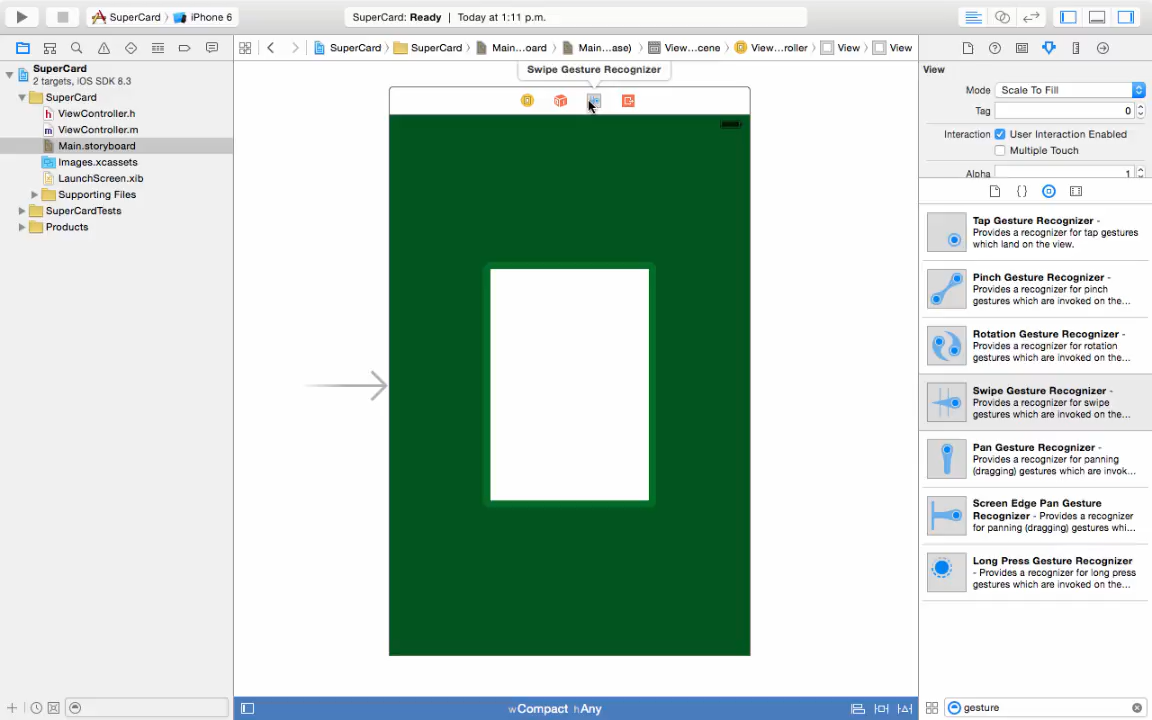 SuperCard
iPhone 6
SuperCard: Ready | Today at 1:11 p.m.
SuperCard
SuperCard
Main....oard
Main....ase)
View....cene
View....roller
View
View
SuperCard
2 targets, iOS SDK 8.3
SuperCard
ViewController.h
ViewController.m
Main.storyboard
Images.xcassets
LaunchScreen.xib
Supporting Files
SuperCardTests
Products
Swipe Gesture Recognizer
View
Mode
Scale To Fill
Tag
0
Interaction
User Interaction Enabled
Multiple Touch
Alpha
1
Tap Gesture Recognizer -
Provides a recognizer for tap gestures
which land on the view.
Pinch Gesture Recognizer -
Provides a recognizer for pinch
gestures which are invoked on the...
Rotation Gesture Recognizer -
Provides a recognizer for rotation
gestures which are invoked on the...
Swipe Gesture Recognizer -
Provides a recognizer for swipe
gestures which are invoked on the...
Pan Gesture Recognizer -
Provides a recognizer for panning
(dragging) gestures which are invok...
Screen Edge Pan Gesture
Recognizer - Provides a recognizer
for panning (dragging) gestures whi...
Long Press Gesture Recognizer
- Provides a recognizer for long press
gestures which are invoked on the...
wCompact hAny
gesture